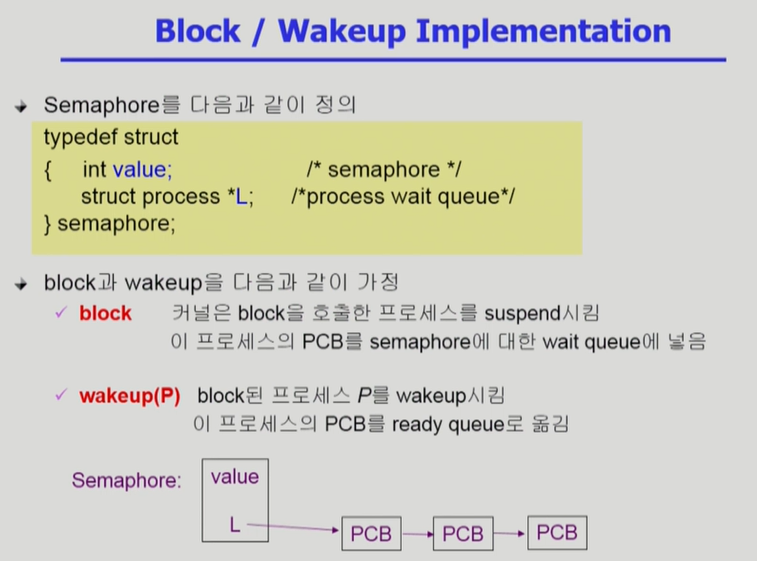 Block / Wakeup Implementation
Semaphore를 다음과 같이 정의
typedef struct
{ int value; /* semaphore */
struct process *L; /*process wait queue*/
} semaphore;
block과 wakeup을 다음과 같이 가정
block 커널은 block을 호출한 프로세스를 suspend시킴
이 프로세스의 PCB를 semaphore에 대한 wait queue에 넣음
wakeup(P) block된 프로세스 P를 wakeup시킴
이 프로세스의 PCB를 ready queue로 옮김
Semaphore: value
L PCB PCB PCB